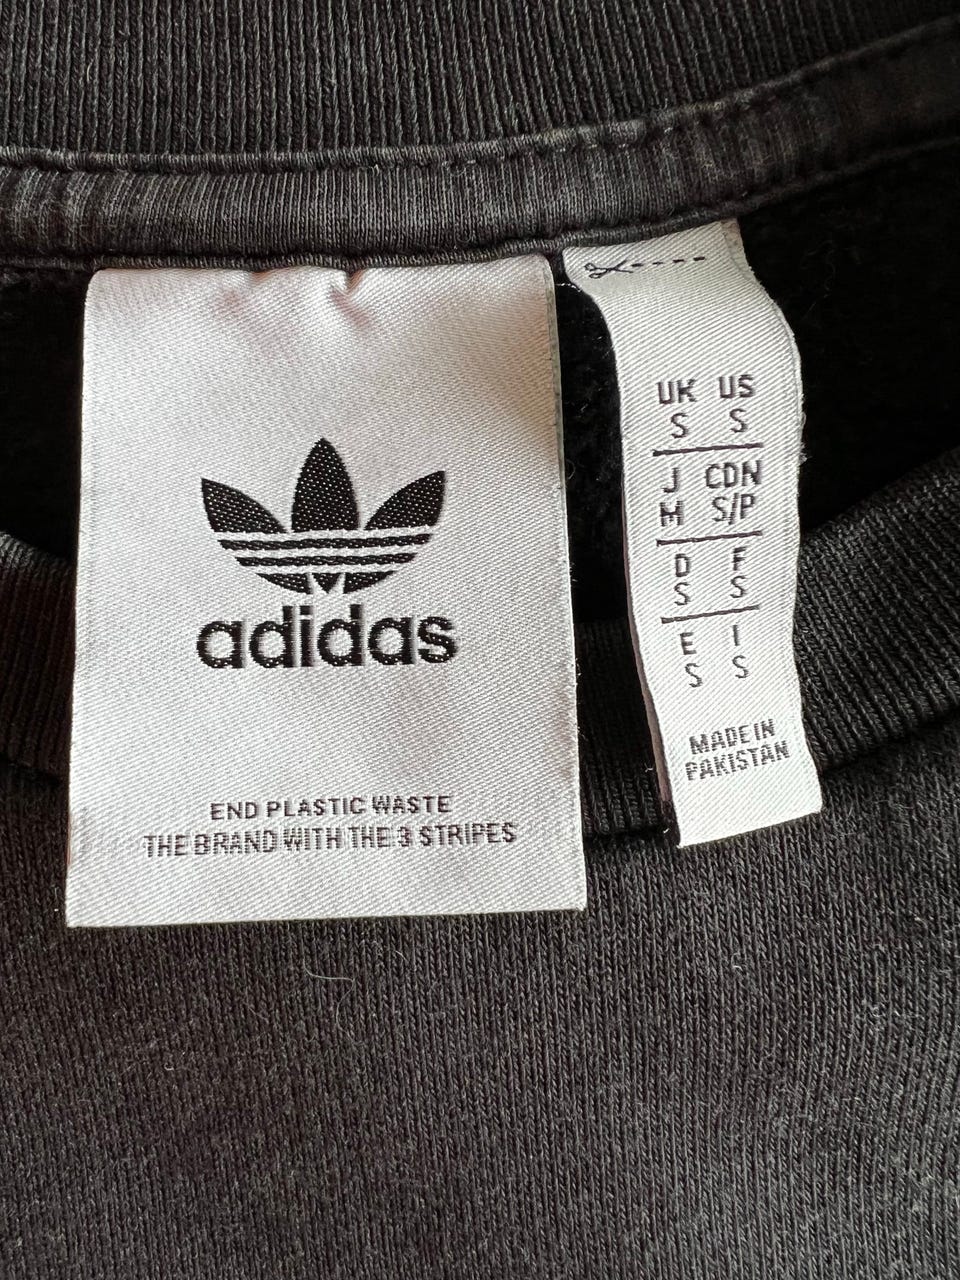 adidas
END PLASTIC WASTE
THE BRAND WITH THE 3 STRIPES
UK US
S S
J CDN
M S/P
D F
S S
E I
S S
MADE IN
PAKISTAN